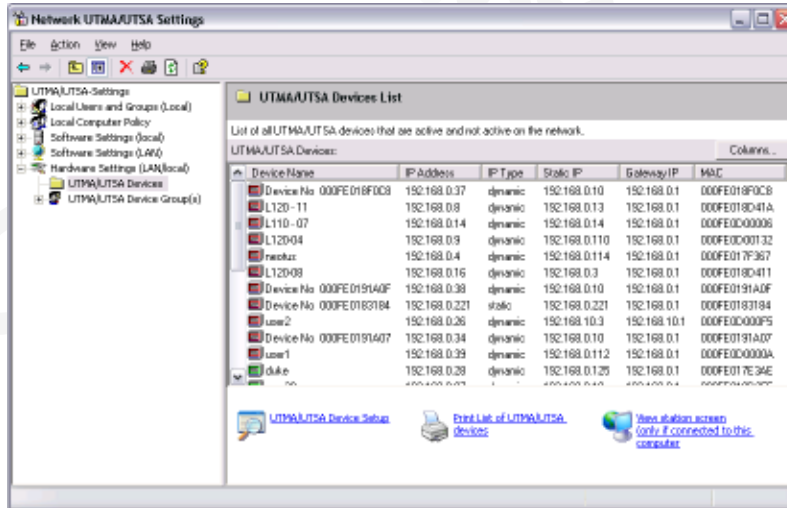 Network UTMA/UTSA Settings
File Action View Help
UTMA/UTSA-Settings
Local Users and Groups (Local)
Local Computer Policy
Software Settings (local)
Software Settings (LAN)
Hardware Settings (LAN/local)
UTMA/UTSA Devices
UTMA/UTSA Device Group(s)
UTMA/UTSA Devices List
List of all UTMA/UTSA devices that are active and not active on the network.
UTMA/UTSA Devices: Columns...
Device Name IP Address IP Type Static IP Gateway IP MAC
Device No 000FE018F0C8 192.168.0.37 dynamic 192.168.0.10 192.168.0.1 000FE018F0C8
L120-11 192.168.0.8 dynamic 192.168.0.13 192.168.0.1 000FE018D41A
L110-07 192.168.0.14 dynamic 192.168.0.14 192.168.0.1 000FE0D00006
L120-04 192.168.0.9 dynamic 192.168.0.110 192.168.0.1 000FE0D00132
neotux 192.168.0.4 dynamic 192.168.0.114 192.168.0.1 000FE017F367
L120-08 192.168.0.16 dynamic 192.168.0.3 192.168.0.1 000FE018D411
Device No 000FE0191A0F 192.168.0.38 dynamic 192.168.0.10 192.168.0.1 000FE0191A0F
Device No 000FE0183184 192.168.0.221 static 192.168.0.221 192.168.0.1 000FE0183184
user2 192.168.0.26 dynamic 192.168.10.3 192.168.10.1 000FE0D000F5
Device No 000FE0191A07 192.168.0.34 dynamic 192.168.0.10 192.168.0.1 000FE0191A07
user1 192.168.0.39 dynamic 192.168.0.112 192.168.0.1 000FE0D0000A
duke 192.168.0.28 dynamic 192.168.0.125 192.168.0.1 000FE017E3AE
UTMA/UTSA Device Setup
Print List of UTMA/UTSA
devices
View station screen
(only if connected to this
computer